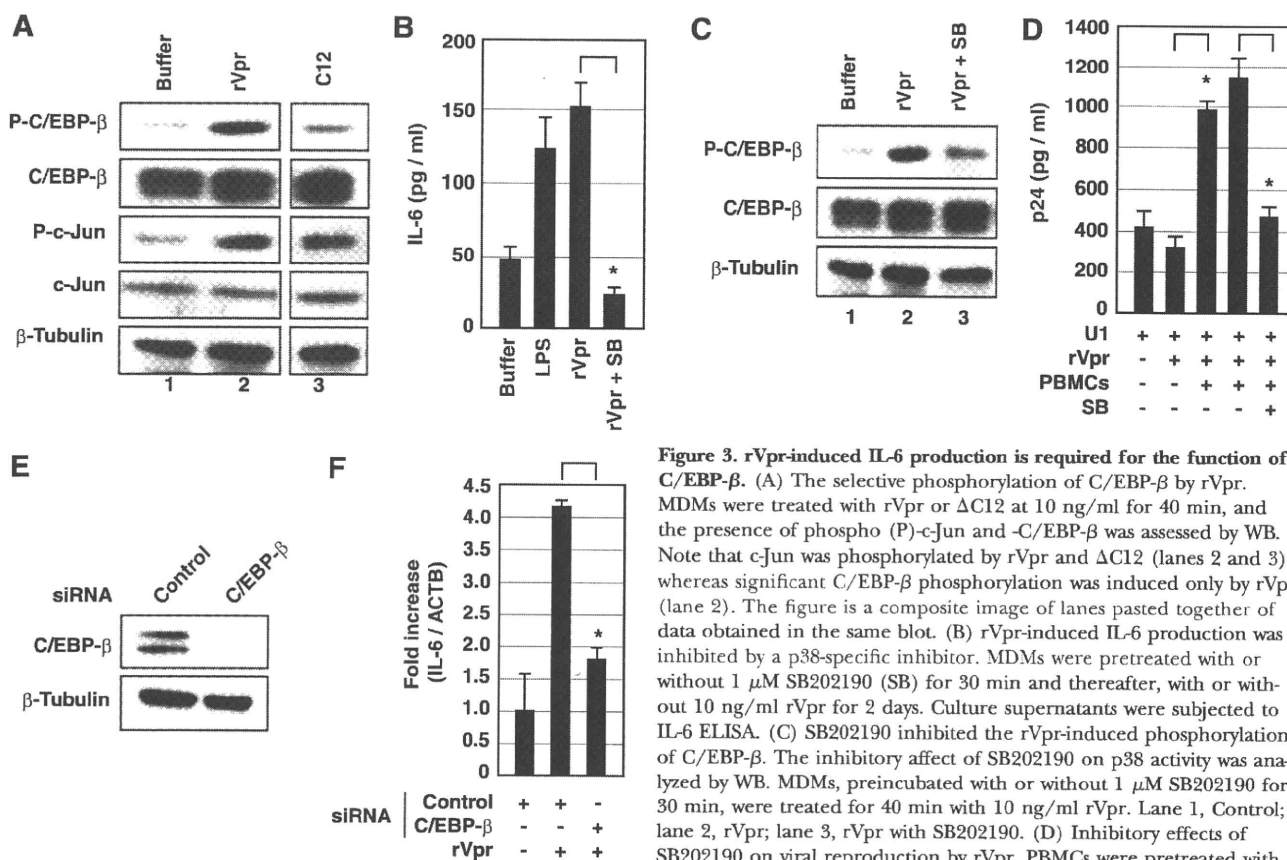 A
Buffer
rVpr
C12
P-C/EBP-β
C/EBP-β
P-c-Jun
c-Jun
β-Tubulin
1 2 3
B
IL-6 (pg / ml)
200
150
100
50
0
*
Buffer
LPS
rVpr
rVpr + SB
C
Buffer
rVpr
rVpr + SB
P-C/EBP-β
C/EBP-β
β-Tubulin
1 2 3
D
p24 (pg / ml)
1400
1200
1000
800
600
400
200
0
* *
U1 + + + + +
rVpr - + + + +
PBMCs - - + + +
SB - - - - +
E
siRNA Control C/EBP-β
C/EBP-β
β-Tubulin
F
Fold increase
(IL-6 / ACTB)
4.5
4.0
3.5
3.0
2.5
2.0
1.5
1.0
0.5
0
*
siRNA
Control + + -
C/EBP-β - - +
rVpr - + +
Figure 3. rVpr-induced IL-6 production is required for the function of
C/EBP-β. (A) The selective phosphorylation of C/EBP-β by rVpr.
MDMs were treated with rVpr or ΔC12 at 10 ng/ml for 40 min, and
the presence of phospho (P)-c-Jun and -C/EBP-β was assessed by WB.
Note that c-Jun was phosphorylated by rVpr and ΔC12 (lanes 2 and 3)
whereas significant C/EBP-β phosphorylation was induced only by rVp
(lane 2). The figure is a composite image of lanes pasted together of
data obtained in the same blot. (B) rVpr-induced IL-6 production was
inhibited by a p38-specific inhibitor. MDMs were pretreated with or
without 1 μM SB202190 (SB) for 30 min and thereafter, with or with-
out 10 ng/ml rVpr for 2 days. Culture supernatants were subjected to
IL-6 ELISA. (C) SB202190 inhibited the rVpr-induced phosphorylation
of C/EBP-β. The inhibitory affect of SB202190 on p38 activity was ana-
lyzed by WB. MDMs, preincubated with or without 1 μM SB202190 for
30 min, were treated for 40 min with 10 ng/ml rVpr. Lane 1, Control;
lane 2, rVpr; lane 3, rVpr with SB202190. (D) Inhibitory effects of
SB202190 on viral reproduction by rVpr. PBMCs were pretreated with